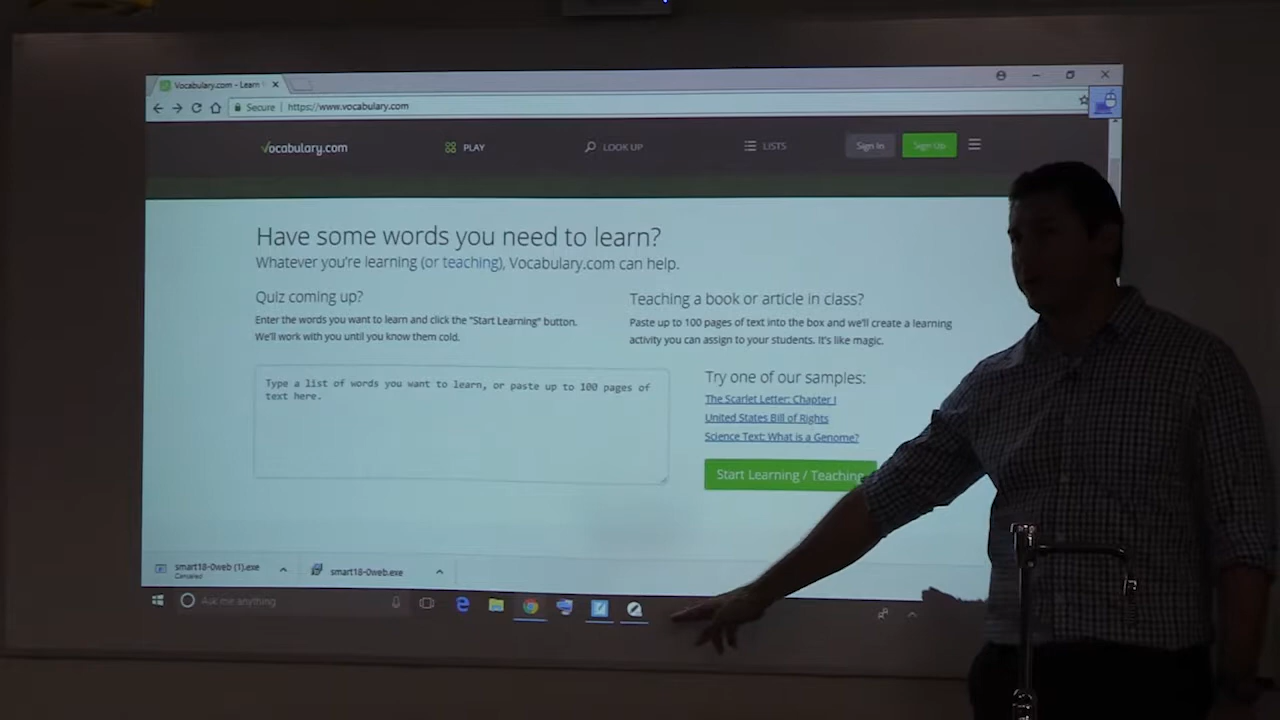 Vocabulary.com - Learn
Secure | https://www.vocabulary.com
Vocabulary.com
PLAY
LOOK UP
LISTS
Sign In
Sign Up
Have some words you need to learn?
Whatever you're learning (or teaching), Vocabulary.com can help.
Quiz coming up?
Enter the words you want to learn and click the "Start Learning" button.
We'll work with you until you know them cold.
Type a list of words you want to learn, or paste up to 100 pages of
text here.
Teaching a book or article in class?
Paste up to 100 pages of text into the box and we'll create a learning
activity you can assign to your students. It's like magic.
Try one of our samples:
The Scarlet Letter: Chapter I
United States Bill of Rights
Science Text: What is a Genome?
Start Learning / Teaching
smart18-0web (1).exe
Canceled
smart18-0web.exe
Ask me anything